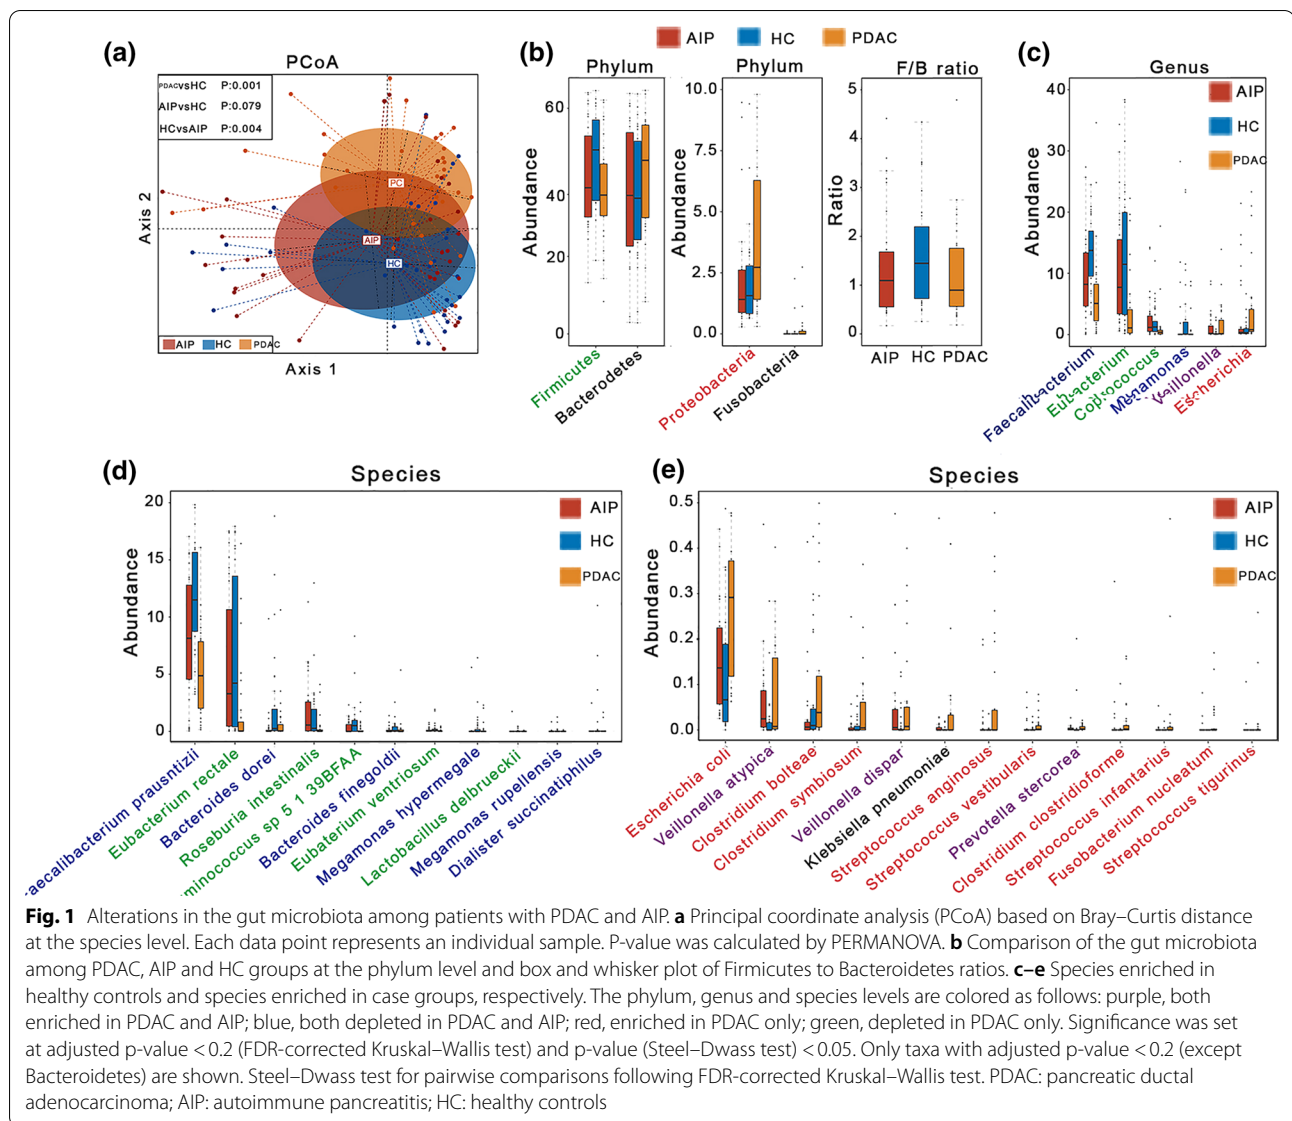 (a)
PCoA
PDACvsHC P:0.001
AIPvsHC P:0.079
HCvsAIP P:0.004
PC
AIP
HC
Axis 2
Axis 1
AIP HC PDAC
(b)
AIP HC PDAC
Phylum
Abundance
60
40
20
0
Firmicutes
Bacterodetes
Phylum
Abundance
10.0
7.5
5.0
2.5
0.0
Proteobacteria
Fusobacteria
F/B ratio
Ratio
5
4
3
2
1
0
AIP HC PDAC
(c)
Genus
AIP
HC
PDAC
Abundance
40
30
20
10
0
Faecalibacterium
Eubacterium
Coprococcus
Megamonas
Veillonella
Escherichia
(d)
Species
AIP
HC
PDAC
Abundance
20
15
10
5
0
aecalibacterium prausntizii
Eubacterium rectale
Bacteroides dorei
Roseburia intestinalis
minococcus sp 5 1 39BFAA
Bacteroides finegoldii
Eubaterium ventriosum
Megamonas hypermegale
Lactobacillus delbrueckii
Megamonas rupellensis
Dialister succinatiphilus
(e)
Species
AIP
HC
PDAC
Abundance
0.5
0.4
0.3
0.2
0.1
0.0
Escherichia coli
Veillonella atypica
Clostridium bolteae
Clostridium symbiosum
Veillonella dispar
Klebsiella pneumoniae
Streptococcus anginosus
Streptococcus vestibularis
Prevotella stercorea
Clostridium clostridioforme
Streptococcus infantarius
Fusobacterium nucleatum
Streptococcus tigurinus
Fig. 1 Alterations in the gut microbiota among patients with PDAC and AIP. a Principal coordinate analysis (PCoA) based on Bray–Curtis distance
at the species level. Each data point represents an individual sample. P-value was calculated by PERMANOVA. b Comparison of the gut microbiota
among PDAC, AIP and HC groups at the phylum level and box and whisker plot of Firmicutes to Bacteroidetes ratios. c–e Species enriched in
healthy controls and species enriched in case groups, respectively. The phylum, genus and species levels are colored as follows: purple, both
enriched in PDAC and AIP; blue, both depleted in PDAC and AIP; red, enriched in PDAC only; green, depleted in PDAC only. Significance was set
at adjusted p-value < 0.2 (FDR-corrected Kruskal–Wallis test) and p-value (Steel–Dwass test) < 0.05. Only taxa with adjusted p-value < 0.2 (except
Bacteroidetes) are shown. Steel–Dwass test for pairwise comparisons following FDR-corrected Kruskal–Wallis test. PDAC: pancreatic ductal
adenocarcinoma; AIP: autoimmune pancreatitis; HC: healthy controls